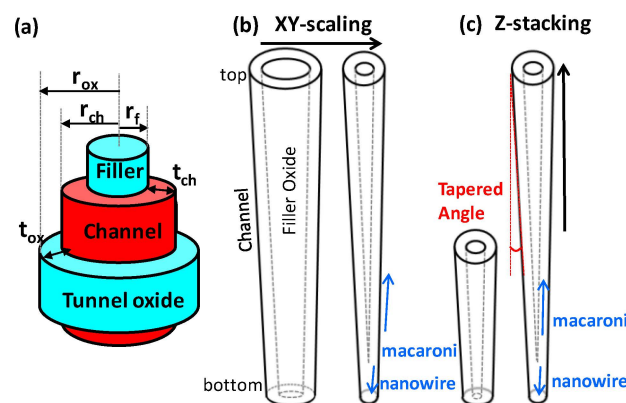 (a)
r_ox
r_ch
r_f
Filler
t_ch
Channel
t_ox
Tunnel oxide
(b)
XY-scaling
top
Channel
Filler Oxide
macaroni
nanowire
bottom
(c)
Z-stacking
Tapered
Angle
macaroni
nanowire